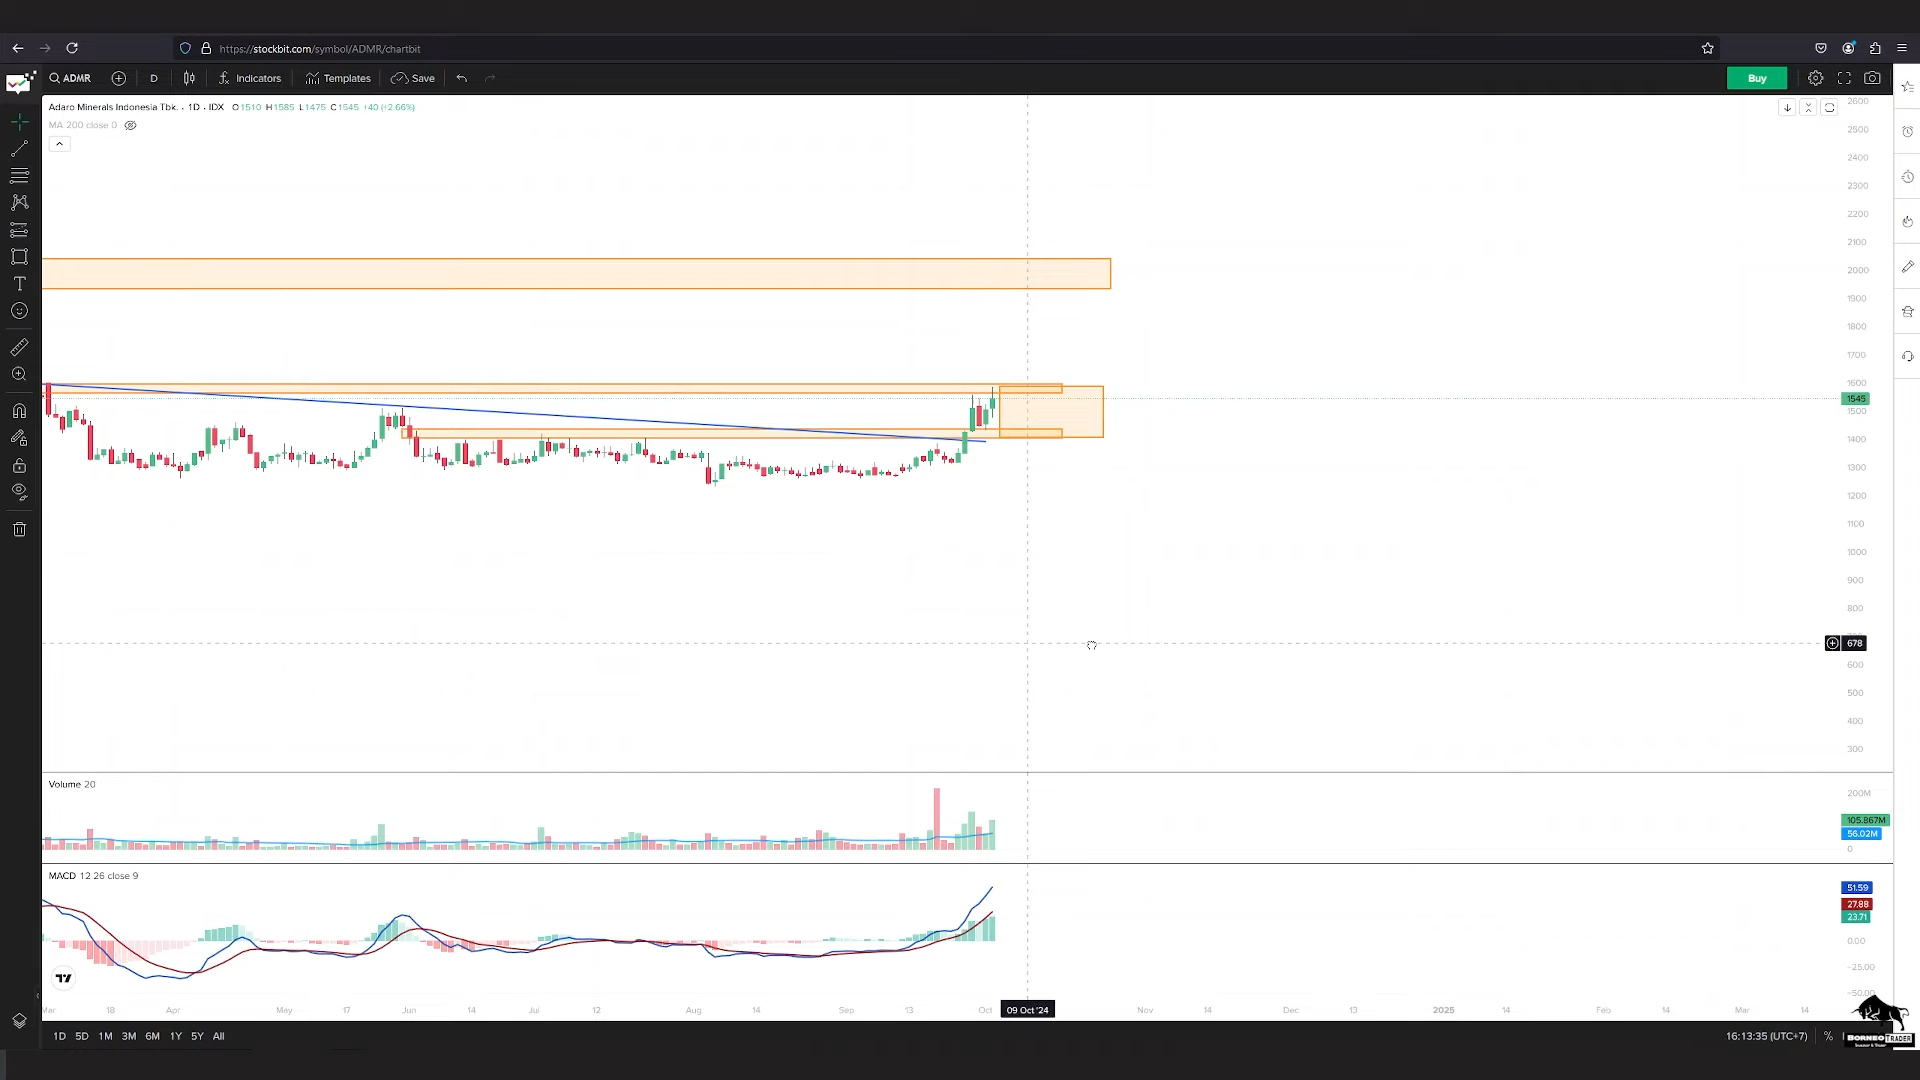 https://stockbit.com/symbol/ADMR/chartbit
ADMR D Indicators Templates Save Buy
Adaro Minerals Indonesia Tbk. · 1D · IDX O1510 H1585 L1475 C1545 +40 (+2.66%)
MA 200 close 0
2600
2500
2400
2300
2200
2100
2000
1900
1800
1700
1600
1545
1500
1400
1300
1200
1100
1000
900
800
678
600
500
400
300
Volume 20
200M
105.867M
56.02M
0
MACD 12 26 close 9
51.59
27.88
23.71
0.00
-25.00
-50.00
Mar 18 Apr May 17 Jun 14 Jul 12 Aug 14 Sep 13 Oct 09 Oct '24 Nov 14 Dec 13 2025 14 Feb 14 Mar 14
1D 5D 1M 3M 6M 1Y 5Y All 16:13:35 (UTC+7) %
BORNEO TRADER
Investor & Trader